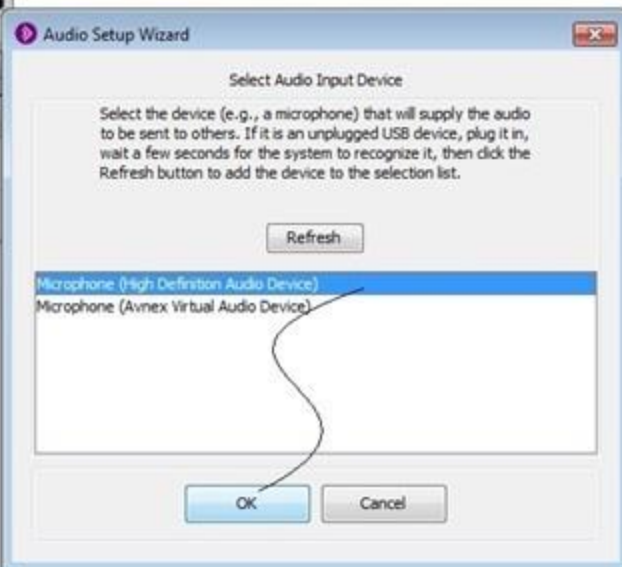 Audio Setup Wizard
Select Audio Input Device
Select the device (e.g., a microphone) that will supply the audio
to be sent to others. If it is an unplugged USB device, plug it in,
wait a few seconds for the system to recognize it, then click the
Refresh button to add the device to the selection list.
Refresh
Microphone (High Definition Audio Device)
Microphone (Avnex Virtual Audio Device)
OK Cancel